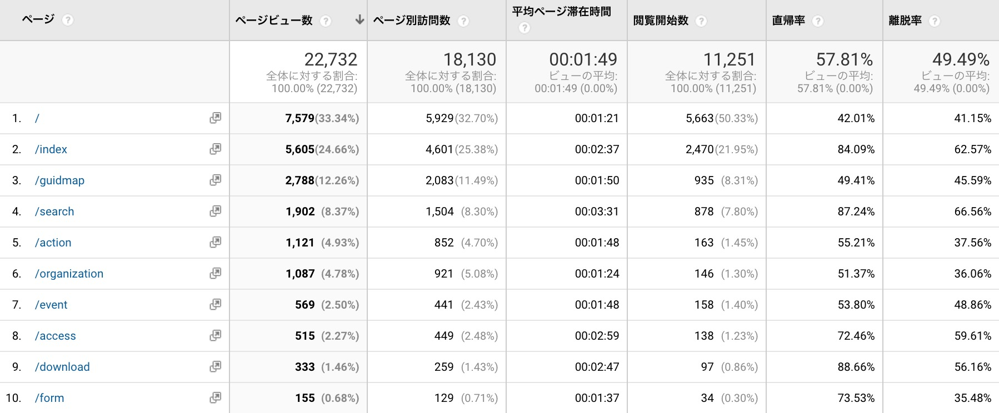 ページ ? ページビュー数 ? ↓ ページ別訪問数 ? 平均ページ滞在時間 ? 閲覧開始数 ? 直帰率 ? 離脱率 ?
22,732 18,130 00:01:49 11,251 57.81% 49.49%
全体に対する割合: 全体に対する割合: ビューの平均: 全体に対する割合: ビューの平均: ビューの平均:
100.00% (22,732) 100.00% (18,130) 00:01:49 (0.00%) 100.00% (11,251) 57.81% (0.00%) 49.49% (0.00%)
1. / 7,579(33.34%) 5,929(32.70%) 00:01:21 5,663(50.33%) 42.01% 41.15%
2. /index 5,605(24.66%) 4,601(25.38%) 00:02:37 2,470(21.95%) 84.09% 62.57%
3. /guidmap 2,788(12.26%) 2,083(11.49%) 00:01:50 935 (8.31%) 49.41% 45.59%
4. /search 1,902 (8.37%) 1,504 (8.30%) 00:03:31 878 (7.80%) 87.24% 66.56%
5. /action 1,121 (4.93%) 852 (4.70%) 00:01:48 163 (1.45%) 55.21% 37.56%
6. /organization 1,087 (4.78%) 921 (5.08%) 00:01:24 146 (1.30%) 51.37% 36.06%
7. /event 569 (2.50%) 441 (2.43%) 00:01:48 158 (1.40%) 53.80% 48.86%
8. /access 515 (2.27%) 449 (2.48%) 00:02:59 138 (1.23%) 72.46% 59.61%
9. /download 333 (1.46%) 259 (1.43%) 00:02:47 97 (0.86%) 88.66% 56.16%
10. /form 155 (0.68%) 129 (0.71%) 00:01:37 34 (0.30%) 73.53% 35.48%